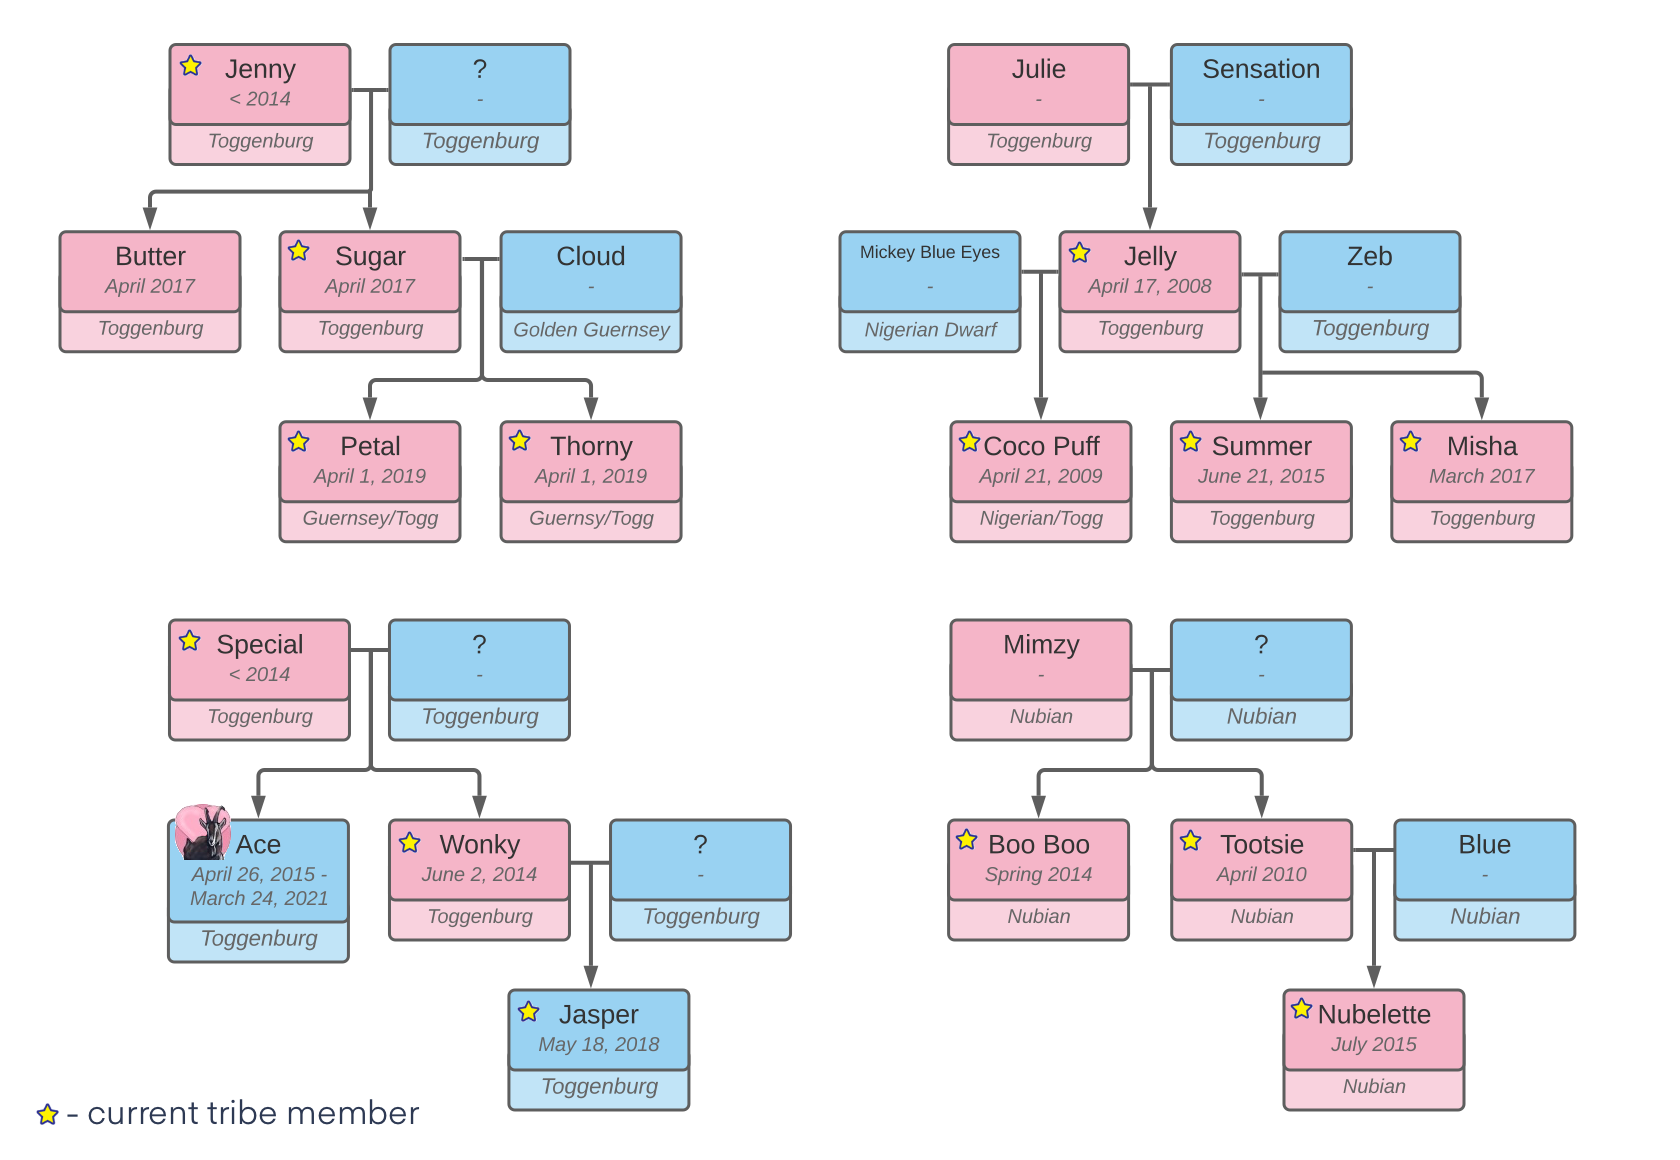 Jenny
< 2014
Toggenburg
?
-
Toggenburg
Butter
April 2017
Toggenburg
Sugar
April 2017
Toggenburg
Cloud
-
Golden Guernsey
Petal
April 1, 2019
Guernsey/Togg
Thorny
April 1, 2019
Guernsy/Togg
Julie
-
Toggenburg
Sensation
-
Toggenburg
Mickey Blue Eyes
-
Nigerian Dwarf
Jelly
April 17, 2008
Toggenburg
Zeb
-
Toggenburg
Coco Puff
April 21, 2009
Nigerian/Togg
Summer
June 21, 2015
Toggenburg
Misha
March 2017
Toggenburg
Special
< 2014
Toggenburg
?
-
Toggenburg
Ace
April 26, 2015 -
March 24, 2021
Toggenburg
Wonky
June 2, 2014
Toggenburg
?
-
Toggenburg
Jasper
May 18, 2018
Toggenburg
Mimzy
-
Nubian
?
-
Nubian
Boo Boo
Spring 2014
Nubian
Tootsie
April 2010
Nubian
Blue
-
Nubian
Nubelette
July 2015
Nubian
- current tribe member